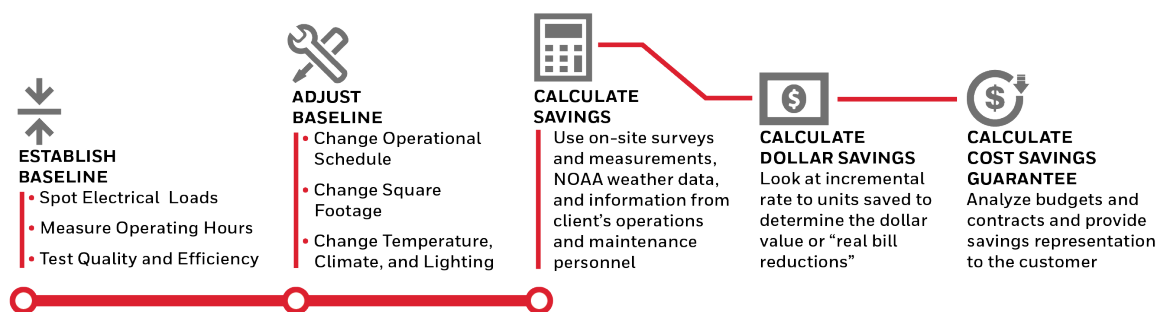 ESTABLISH
BASELINE
• Spot Electrical Loads
• Measure Operating Hours
• Test Quality and Efficiency
ADJUST
BASELINE
• Change Operational
Schedule
• Change Square
Footage
• Change Temperature,
Climate, and Lighting
CALCULATE
SAVINGS
Use on-site surveys
and measurements,
NOAA weather data,
and information from
client’s operations
and maintenance
personnel
$
CALCULATE
DOLLAR SAVINGS
Look at incremental
rate to units saved to
determine the dollar
value or “real bill
reductions”
$
CALCULATE
COST SAVINGS
GUARANTEE
Analyze budgets and
contracts and provide
savings representation
to the customer